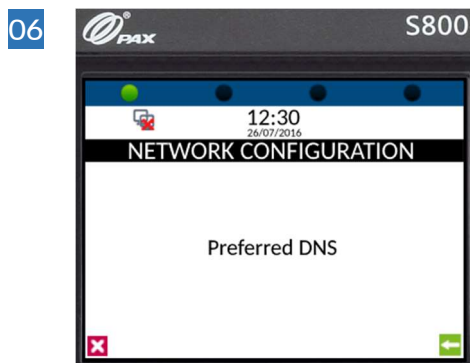 06
PAX
S800
12:30
26/07/2016
NETWORK CONFIGURATION
Preferred DNS